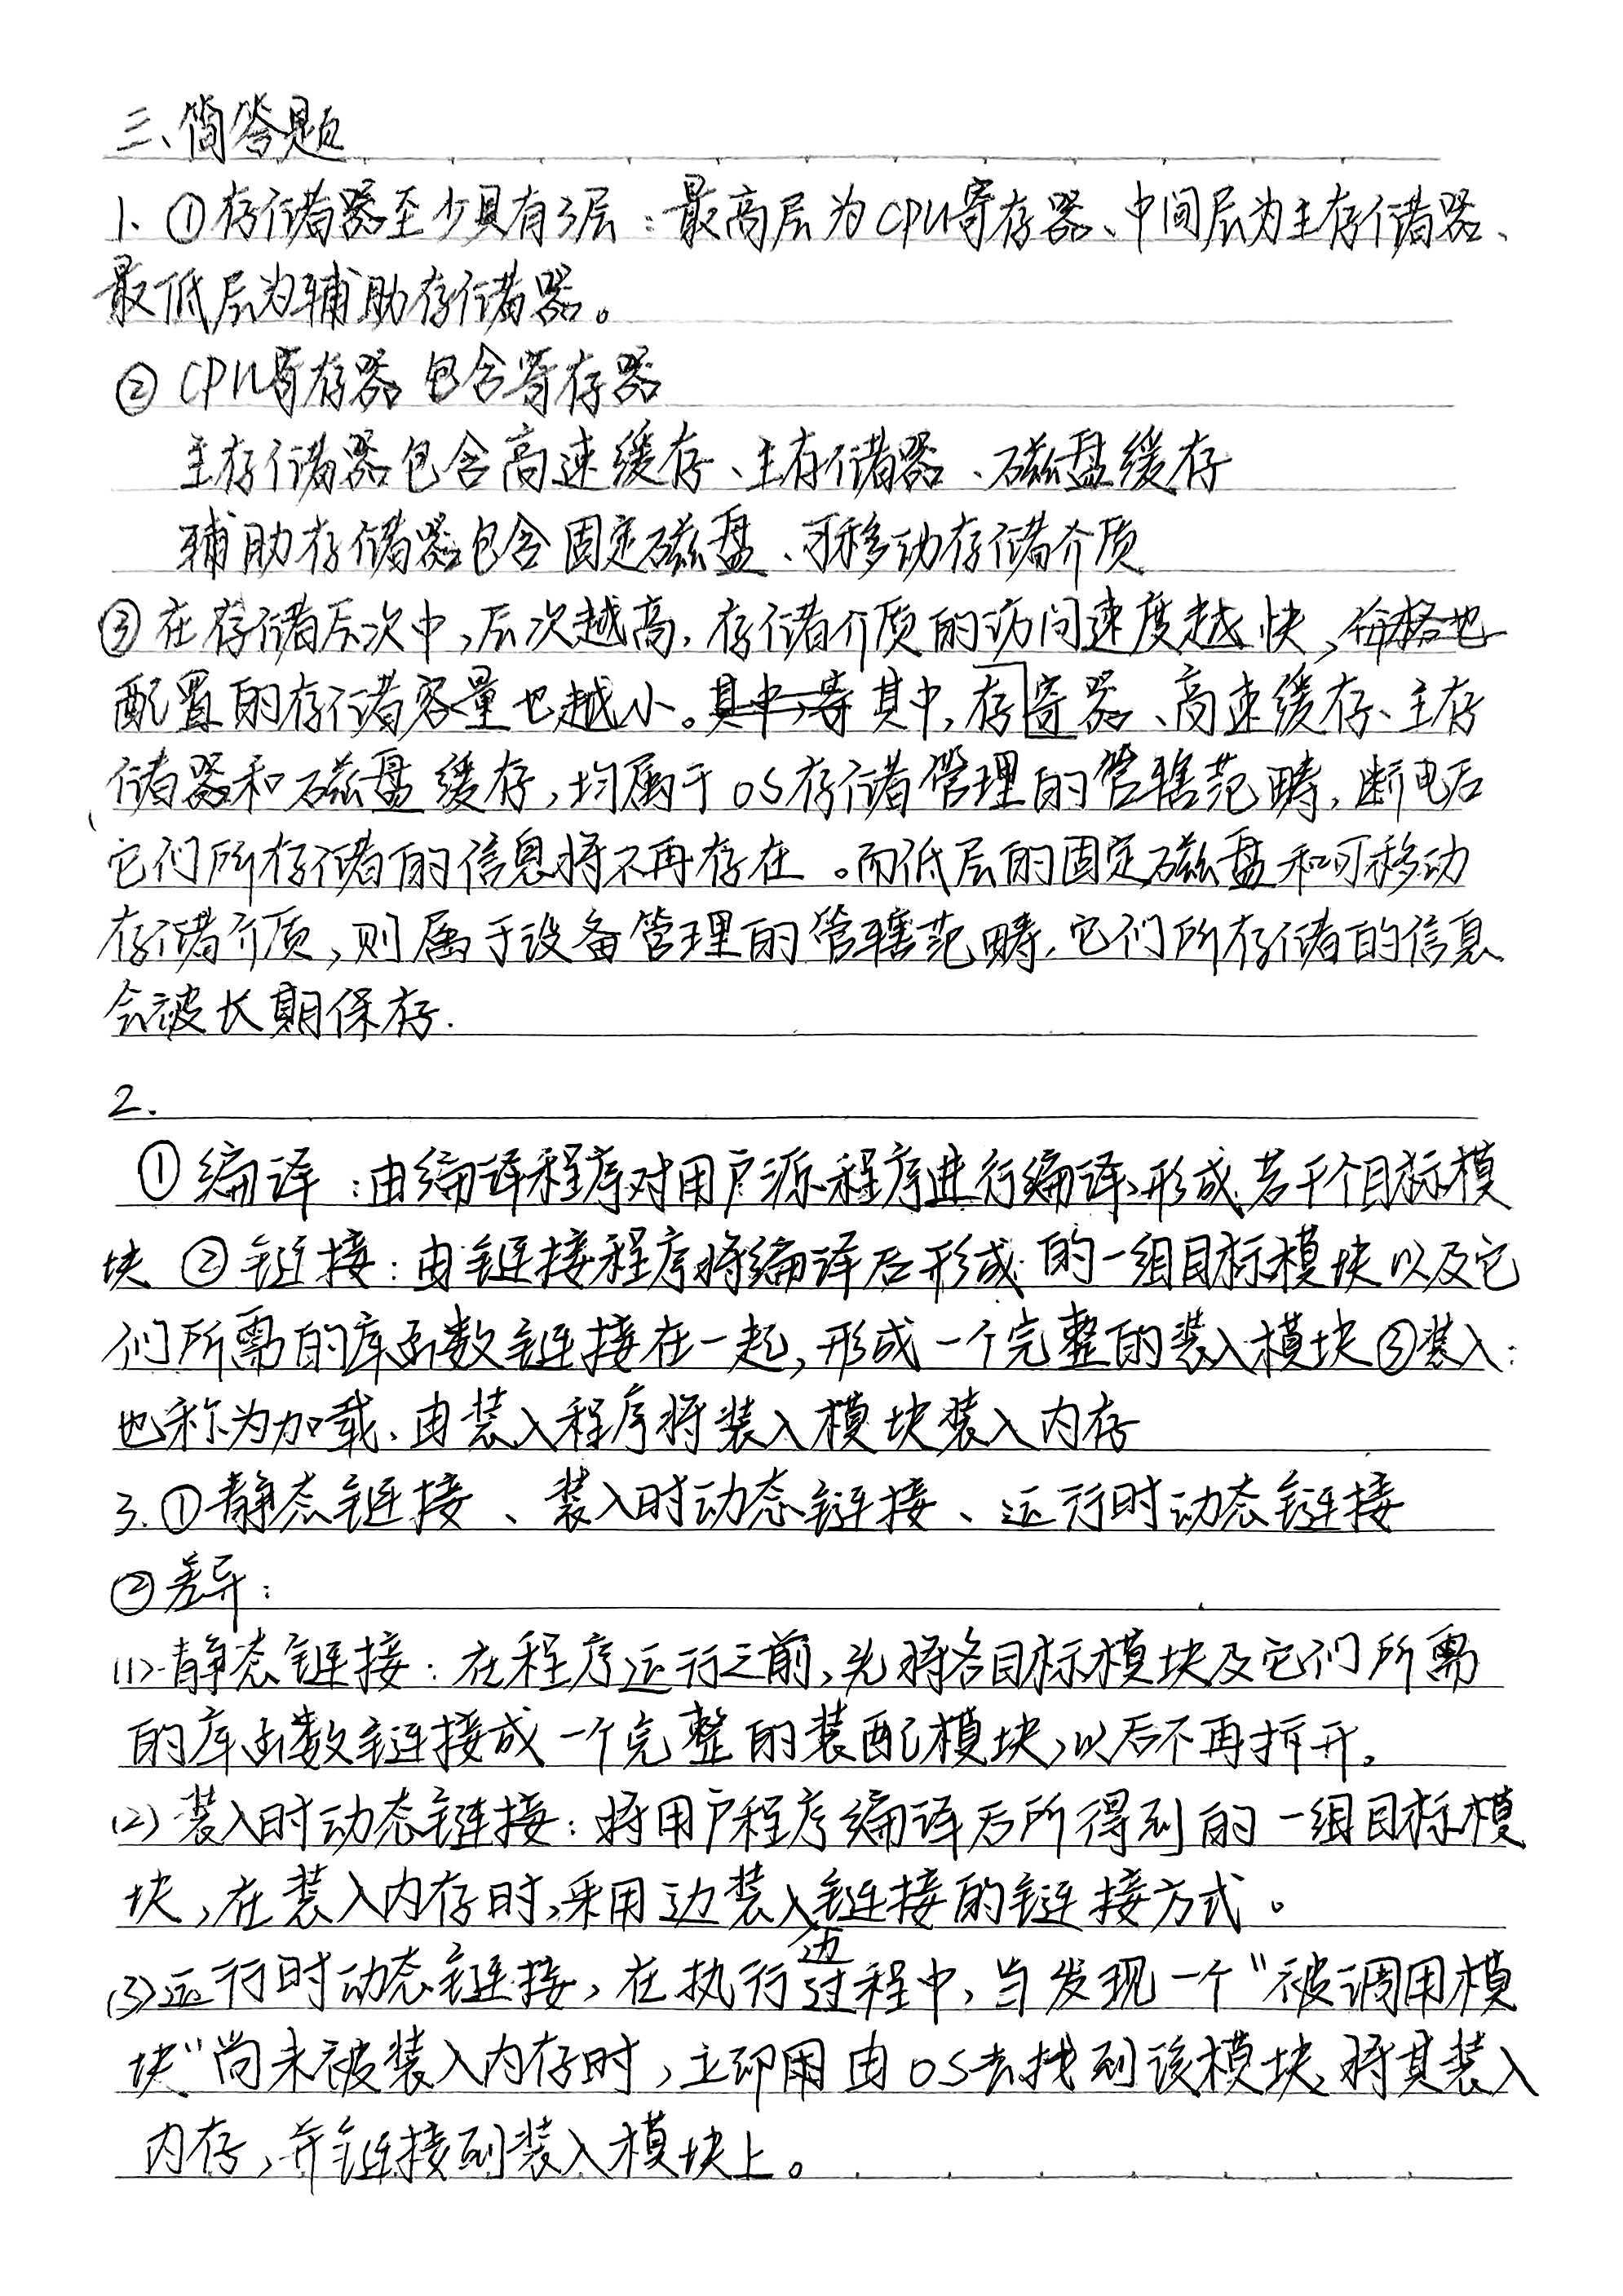 三、简答题
1、①存储器至少具有3层：最高层为CPU寄存器、中间层为主存储器、
最低层为辅助存储器。
② CPU寄存器包含寄存器
主存储器包含高速缓存、主存储器、磁盘缓存
辅助存储器包含固定磁盘、可移动存储介质
③在存储层次中，层次越高，存储介质的访问速度越快，价格也
配置的存储容量也越小。其中，寄其中，存寄器、高速缓存、主存
储器和磁盘缓存，均属于OS存储管理的管辖范畴，断电后
它们所存储的信息将不再存在。而低层的固定磁盘和可移动
存储介质，则属于设备管理的管辖范畴，它们所存储的信息
会被长期保存.
2.
①编译：由编译程序对用户源程序进行编译，形成若干个目标模
块 ②链接：由链接程序将编译后形成的一组目标模块以及它
们所需的库函数链接在一起，形成一个完整的装入模块③装入：
也称为加载，由装入程序将装入模块装入内存
3.①静态链接、装入时动态链接、运行时动态链接
②差异：
(1)静态链接：在程序运行之前，先将各目标模块及它们所需
的库函数链接成一个完整的装配模块，以后不再拆开。
(2)装入时动态链接：将用户程序编译后所得到的一组目标模
块，在装入内存时，采用边装入边链接的链接方式。
(3)运行时动态链接，在执行过程中，当发现一个“被调用模
块”尚未被装入内存时，立即用由OS去找到该模块，将其装入
内存，并链接到装入模块上。